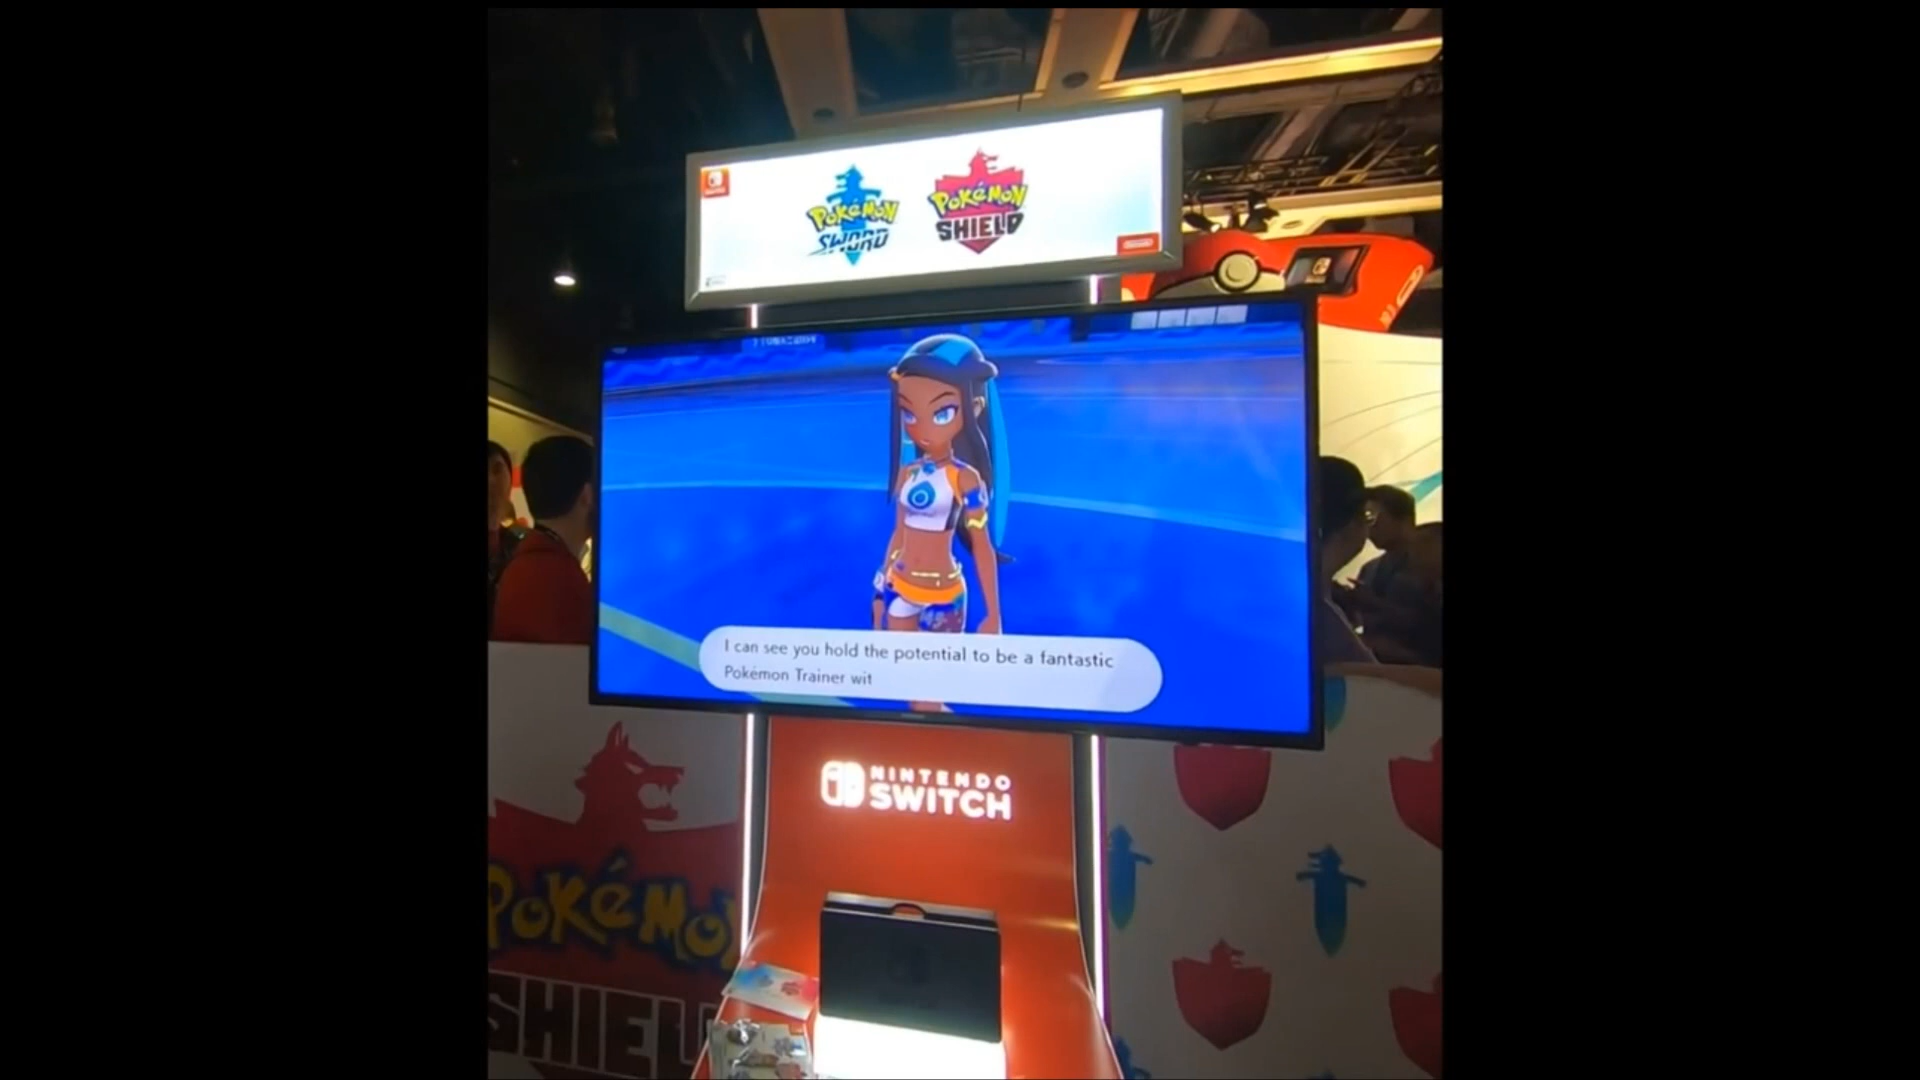 Pokémon
SWORD
Pokémon
SHIELD
Nintendo
I can see you hold the potential to be a fantastic
Pokémon Trainer wit
NINTENDO
SWITCH
POKéMON
SHIEL